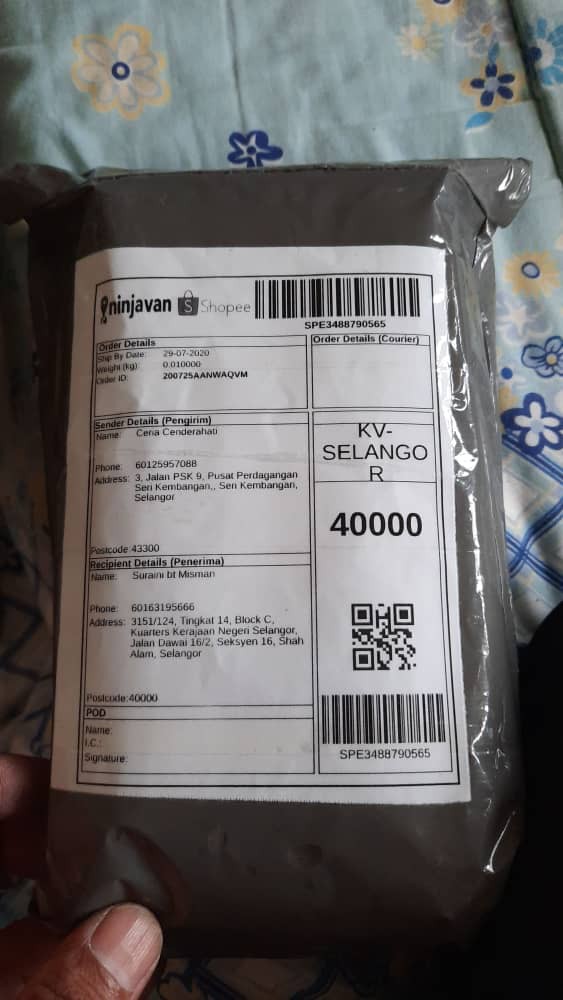 ninjavan Shopee
SPE3488790565
Order Details
Ship By Date: 29-07-2020
Weight (kg) 0.010000
Order ID: 200725AANWAQVM
Order Details (Courier)
Sender Details (Pengirim)
Name: Ceria Cenderahati
Phone: 60125957088
Address: 3, Jalan PSK 9, Pusat Perdagangan
Seri Kembangan,, Seri Kembangan,
Selangor
Postcode 43300
KV-
SELANGO
R
40000
Recipient Details (Penerima)
Name: Suraini bt Misman
Phone: 60163195666
Address: 3151/124, Tingkat 14, Block C,
Kuarters Kerajaan Negeri Selangor,
Jalan Dawai 16/2, Seksyen 16, Shah
Alam, Selangor
Postcode:40000
POD
Name:
I.C.:
Signature:
SPE3488790565